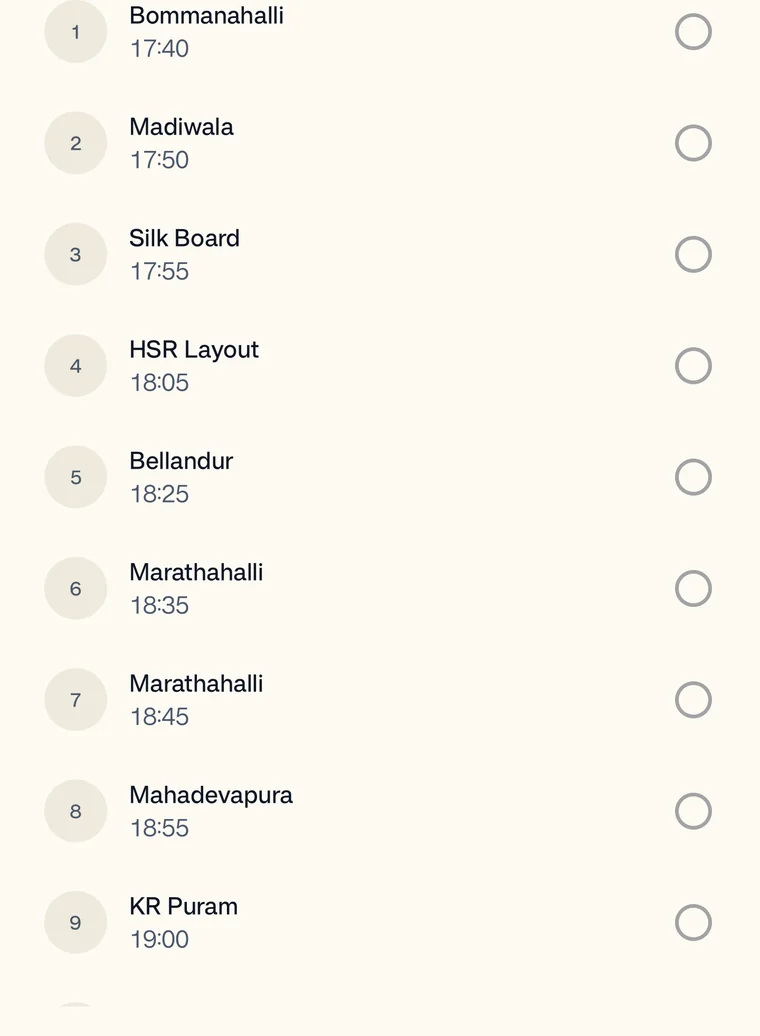 1
Bommanahalli
17:40
2
Madiwala
17:50
3
Silk Board
17:55
4
HSR Layout
18:05
5
Bellandur
18:25
6
Marathahalli
18:35
7
Marathahalli
18:45
8
Mahadevapura
18:55
9
KR Puram
19:00